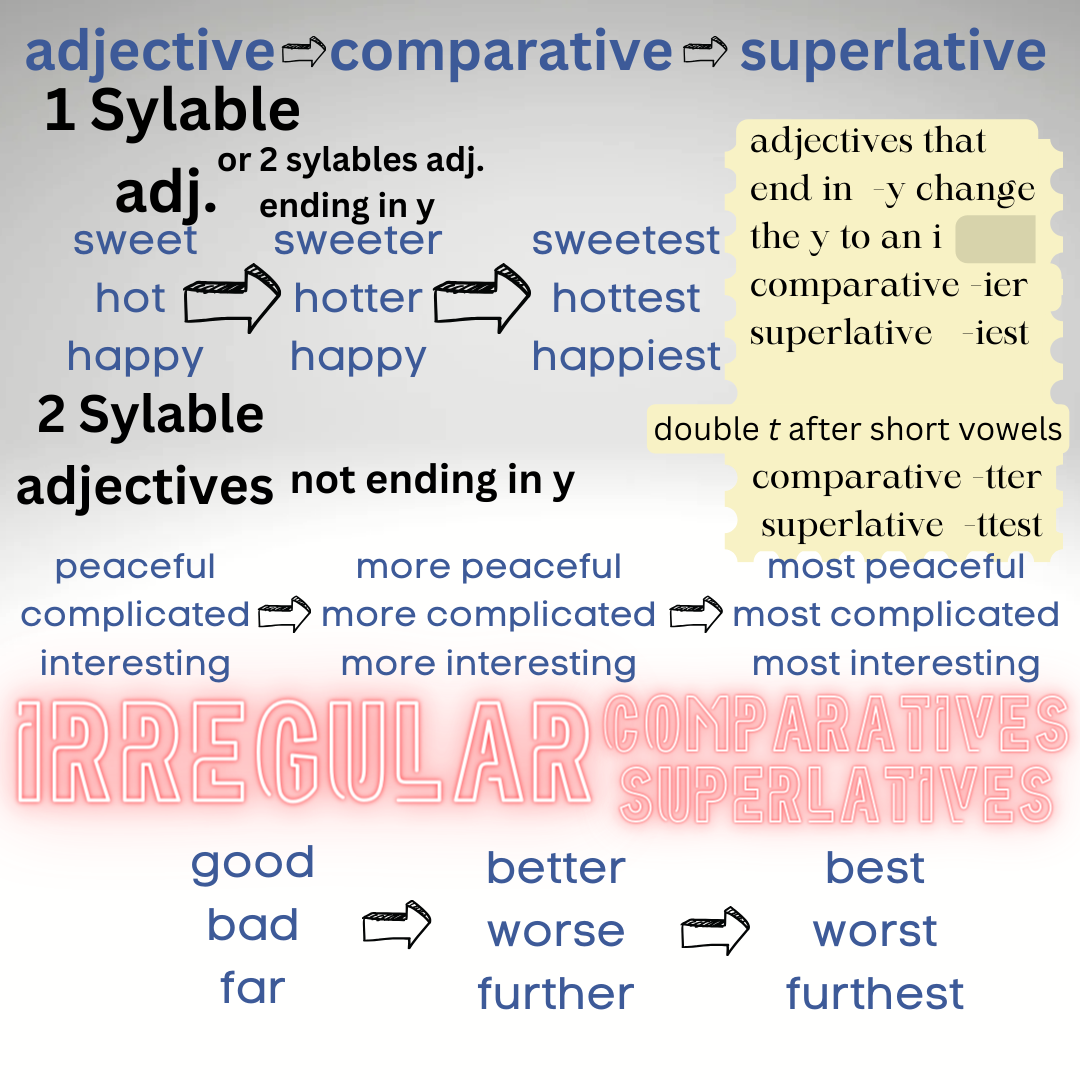 adjective comparative superlative
1 Sylable
adj. or 2 sylables adj.
ending in y
sweet sweeter sweetest
hot hotter hottest
happy happy happiest
adjectives that
end in -y change
the y to an i
comparative -ier
superlative -iest
double t after short vowels
comparative -tter
superlative -ttest
2 Sylable
adjectives not ending in y
peaceful more peaceful most peaceful
complicated more complicated most complicated
interesting more interesting most interesting
IRREGULAR COMPARATIVES
SUPERLATIVES
good better best
bad worse worst
far further furthest